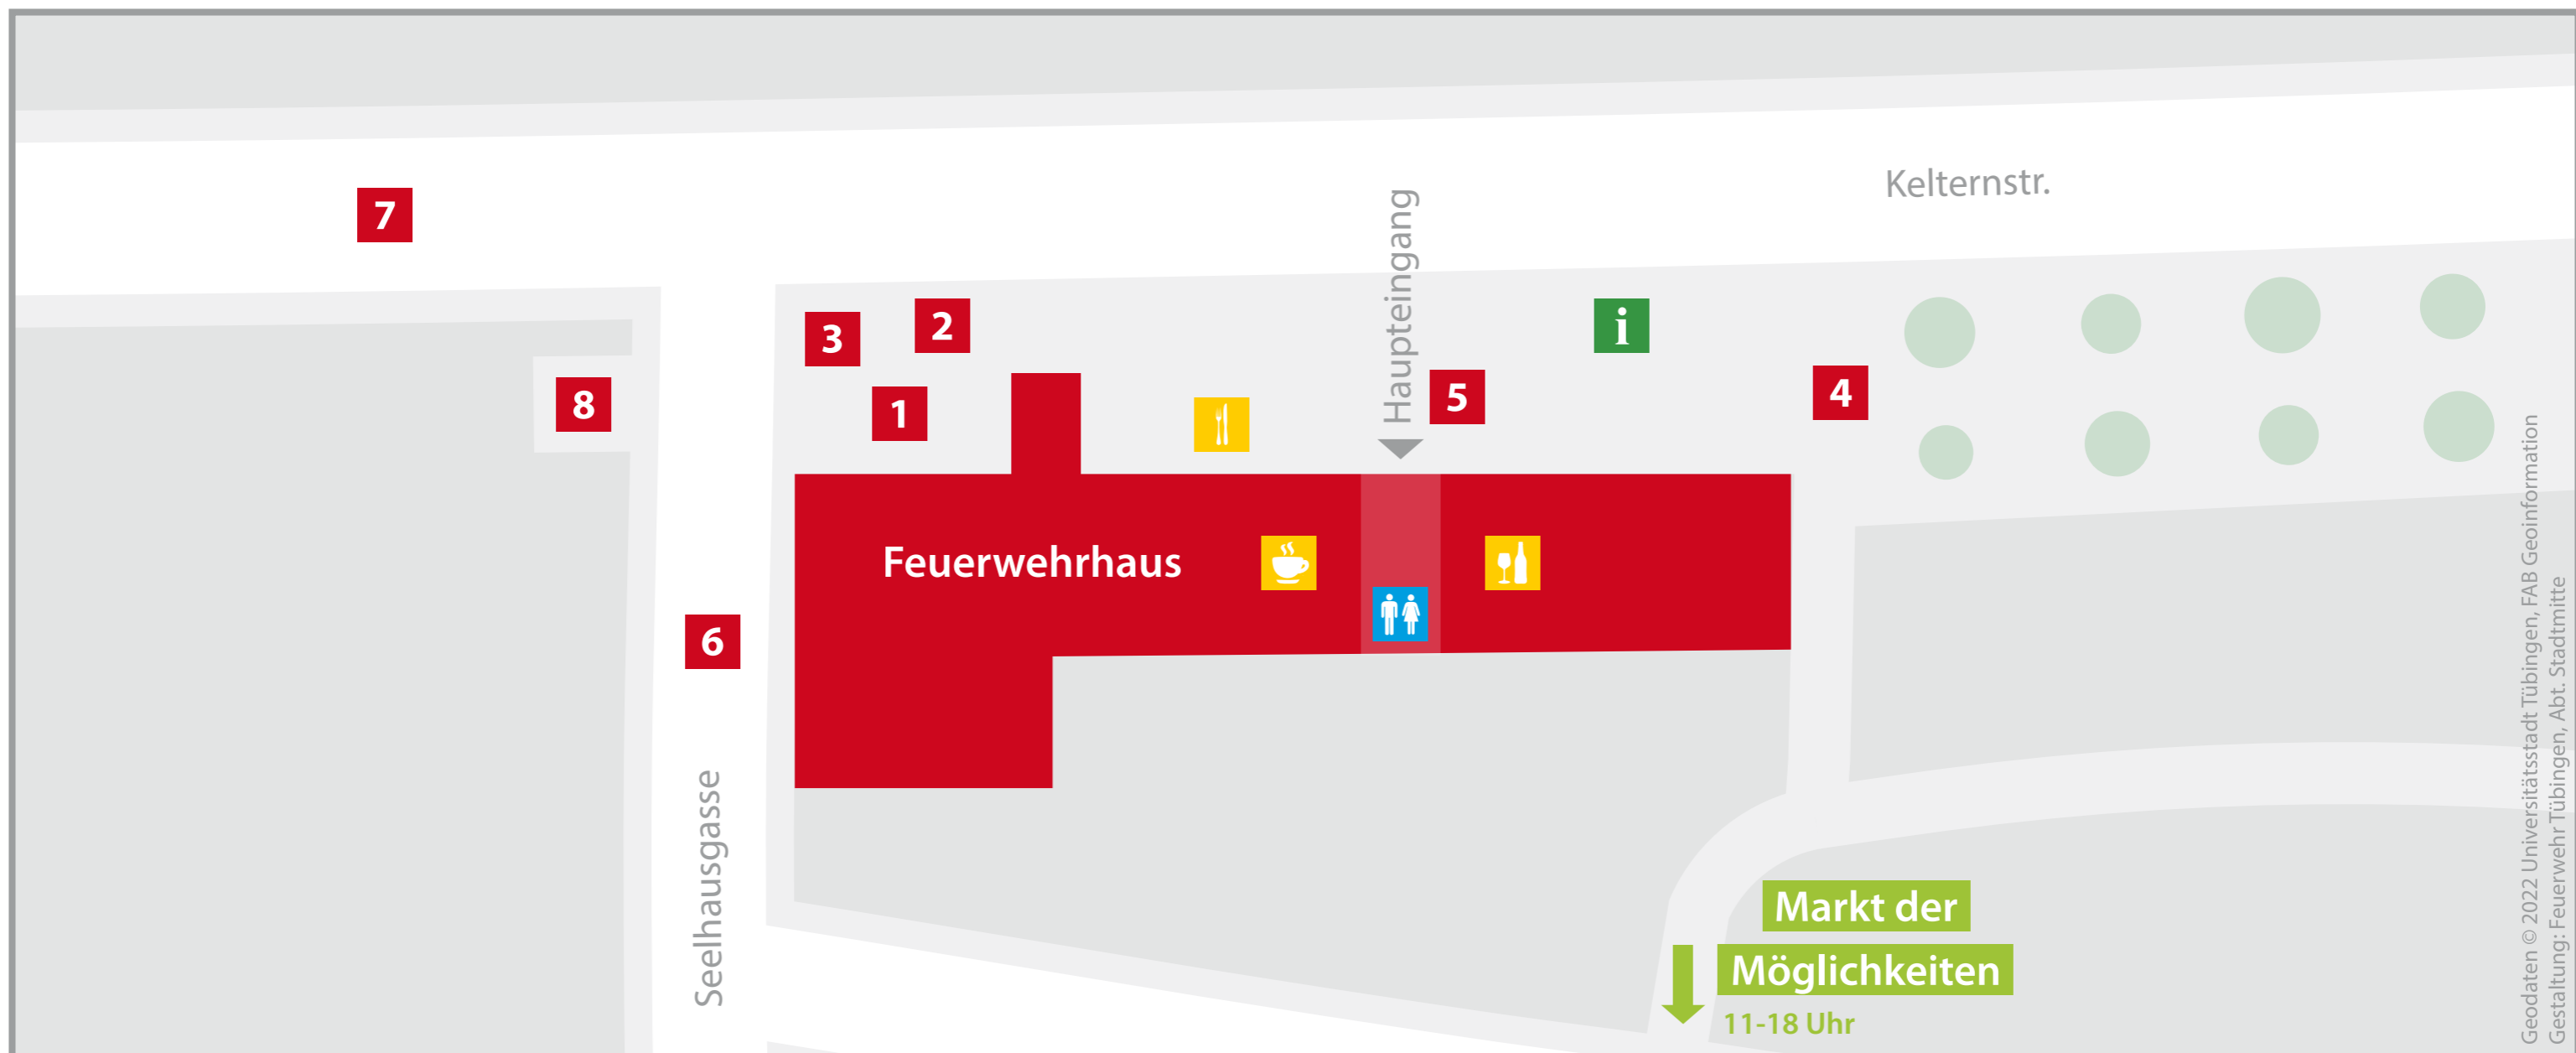 Kelternstr.
7
Haupteingang
3
2
i
8
1
5
4
Feuerwehrhaus
6
Seelhausgasse
Markt der
Möglichkeiten
11-18 Uhr
Geodaten © 2022 Universitätsstadt Tübingen, FAB Geoinformation
Gestaltung: Feuerwehr Tübingen, Abt. Stadtmitte